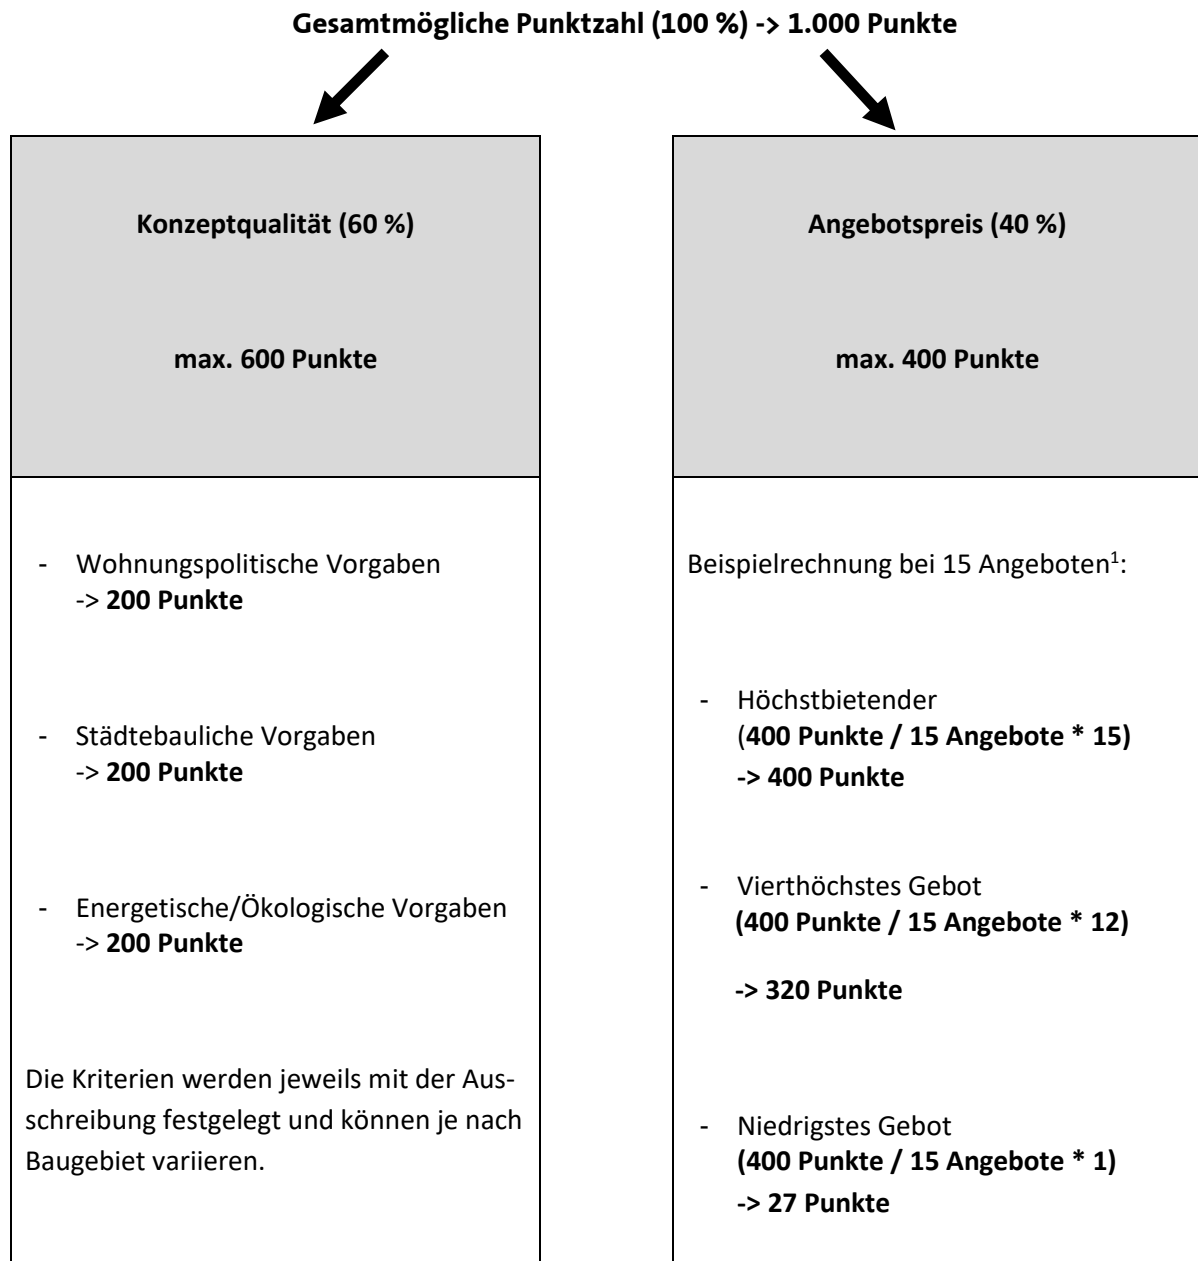 Gesamtmögliche Punktzahl (100 %) -> 1.000 Punkte
Konzeptqualität (60 %)
max. 600 Punkte
- Wohnungspolitische Vorgaben
-> 200 Punkte
- Städtebauliche Vorgaben
-> 200 Punkte
- Energetische/Ökologische Vorgaben
-> 200 Punkte
Die Kriterien werden jeweils mit der Aus-
schreibung festgelegt und können je nach
Baugebiet variieren.
Angebotspreis (40 %)
max. 400 Punkte
Beispielrechnung bei 15 Angeboten¹:
- Höchstbietender
(400 Punkte / 15 Angebote * 15)
-> 400 Punkte
- Vierthöchstes Gebot
(400 Punkte / 15 Angebote * 12)
-> 320 Punkte
- Niedrigstes Gebot
(400 Punkte / 15 Angebote * 1)
-> 27 Punkte